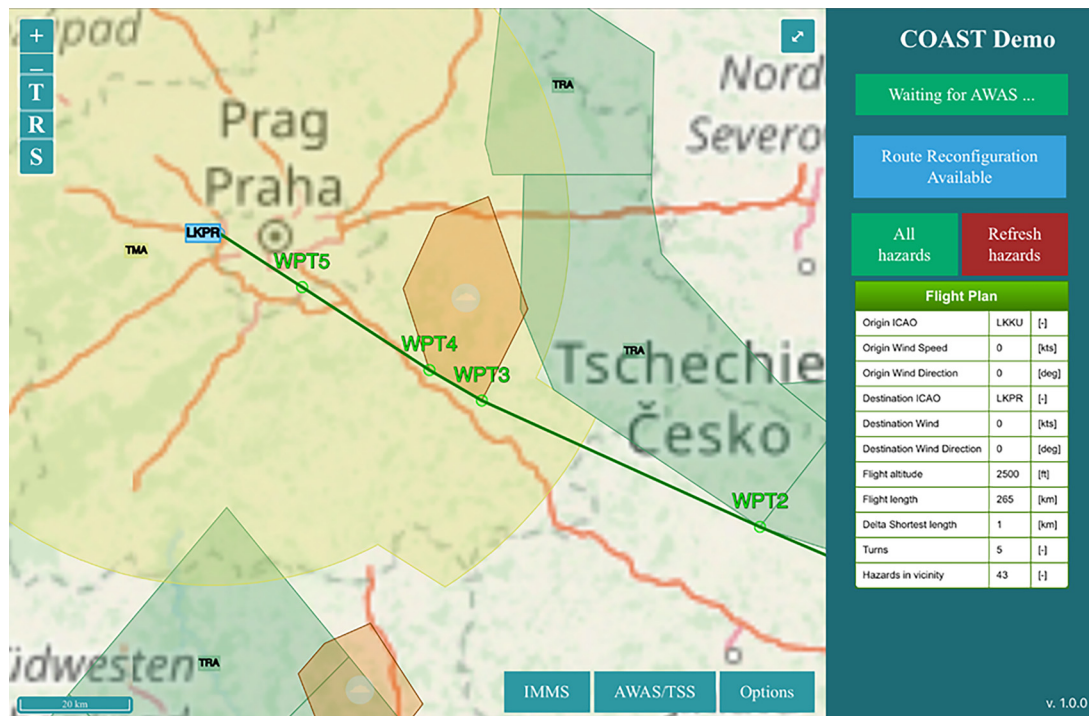 +
_
T
R
S
Prag
Praha
LKPR
TMA
WPT5
WPT4
WPT3
WPT2
TRA
Nord
Severo
TRA
Tschechie
Česko
TRA
20 km
IMMS
AWAS/TSS
Options
COAST Demo
Waiting for AWAS ...
Route Reconfiguration
Available
All
hazards
Refresh
hazards
Flight Plan
Origin ICAO LKKU [-]
Origin Wind Speed 0 [kts]
Origin Wind Direction 0 [deg]
Destination ICAO LKPR [-]
Destination Wind 0 [kts]
Destination Wind Direction 0 [deg]
Flight altitude 2500 [ft]
Flight length 265 [km]
Delta Shortest length 1 [km]
Turns 5 [-]
Hazards in vicinity 43 [-]
v. 1.0.0